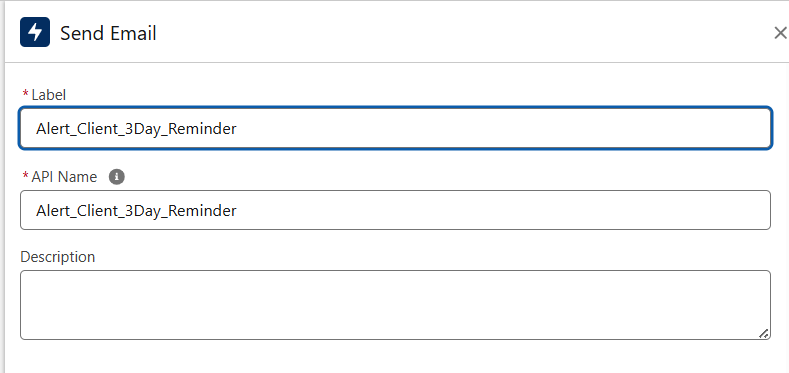 Send Email
* Label
Alert_Client_3Day_Reminder
* API Name
Alert_Client_3Day_Reminder
Description